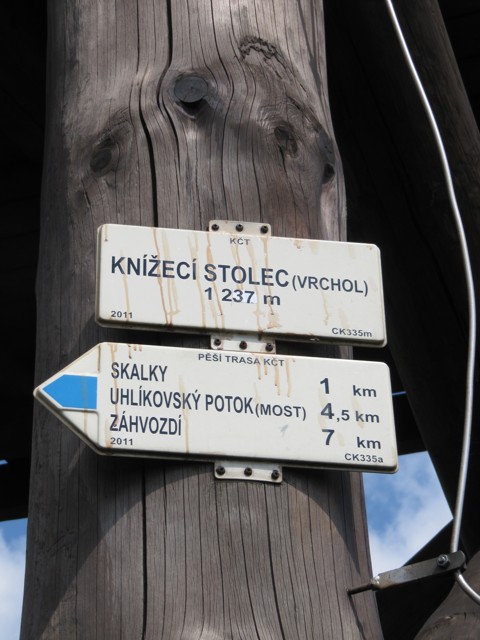 KČT
KNÍŽECÍ STOLEC (VRCHOL)
1 237 m
2011 CK335m
PĚŠÍ TRASA KČT
SKALKY 1 km
UHLÍKOVSKÝ POTOK (MOST) 4,5 km
ZÁHVOZDÍ 7 km
2011 CK335a